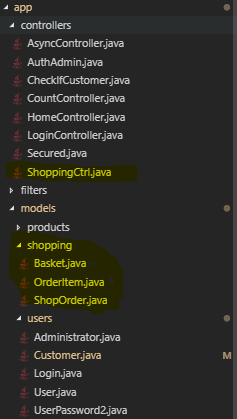 app
controllers
AsyncController.java
AuthAdmin.java
CheckIfCustomer.java
CountController.java
HomeController.java
LoginController.java
Secured.java
ShoppingCtrl.java
filters
models
products
shopping
Basket.java
OrderItem.java
ShopOrder.java
users
Administrator.java
Customer.java M
Login.java
User.java
UserPassword2.java